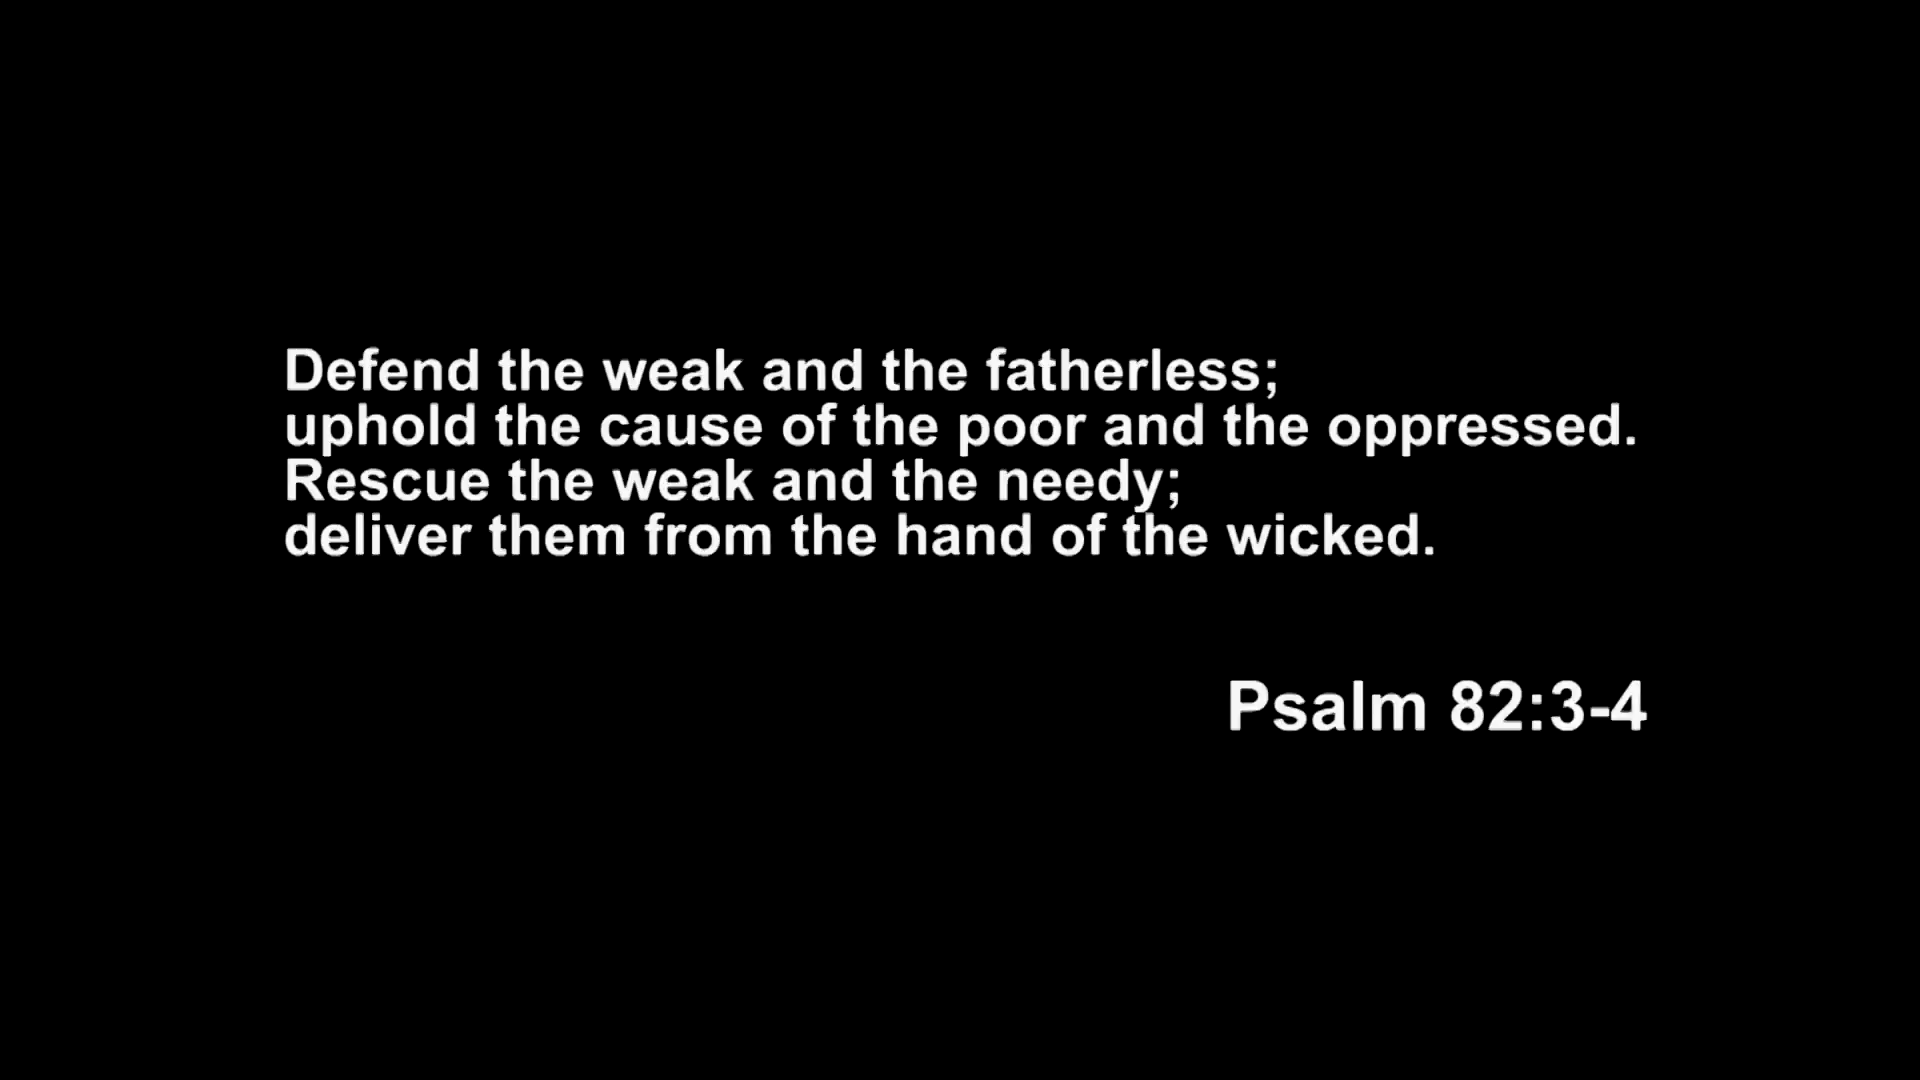 Defend the weak and the fatherless;
uphold the cause of the poor and the oppressed.
Rescue the weak and the needy;
deliver them from the hand of the wicked.
Psalm 82:3-4